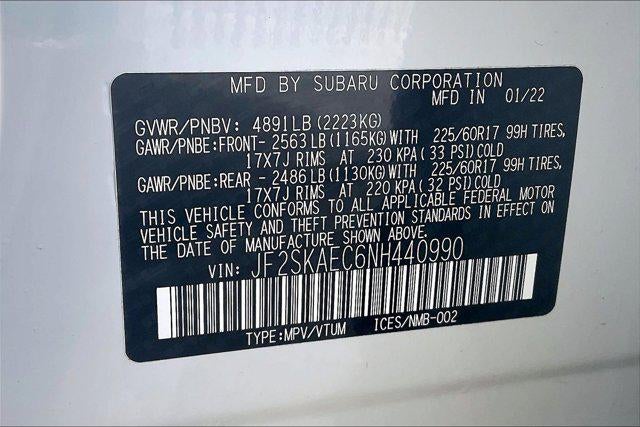 MFD BY SUBARU CORPORATION
MFD IN 01/22
GVWR/PNBV: 4891LB(2223KG)
GAWR/PNBE:FRONT- 2563LB(1165KG)WITH 225/60R17 99H TIRES,
17X7J RIMS AT 230 KPA(33 PSI)COLD
GAWR/PNBE:REAR - 2486LB(1130KG)WITH 225/60R17 99H TIRES,
17X7J RIMS AT 220 KPA(32 PSI)COLD
THIS VEHICLE CONFORMS TO ALL APPLICABLE FEDERAL MOTOR
VEHICLE SAFETY AND THEFT PREVENTION STANDARDS IN EFFECT ON
THE DATE OF MANUFACTURE SHOWN ABOVE.
VIN: JF2SKAEC6NH440990
TYPE:MPV/VTUM ICES/NMB-002